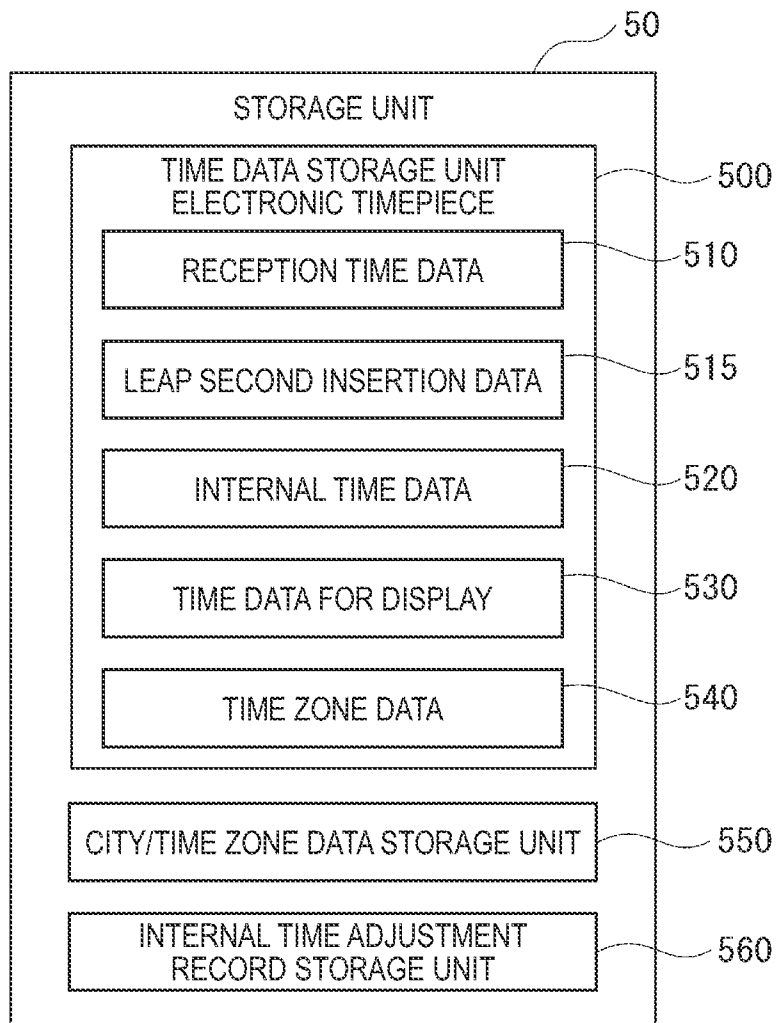 50
STORAGE UNIT
TIME DATA STORAGE UNIT
ELECTRONIC TIMEPIECE
500
RECEPTION TIME DATA
510
LEAP SECOND INSERTION DATA
515
INTERNAL TIME DATA
520
TIME DATA FOR DISPLAY
530
TIME ZONE DATA
540
CITY/TIME ZONE DATA STORAGE UNIT
550
INTERNAL TIME ADJUSTMENT
RECORD STORAGE UNIT
560